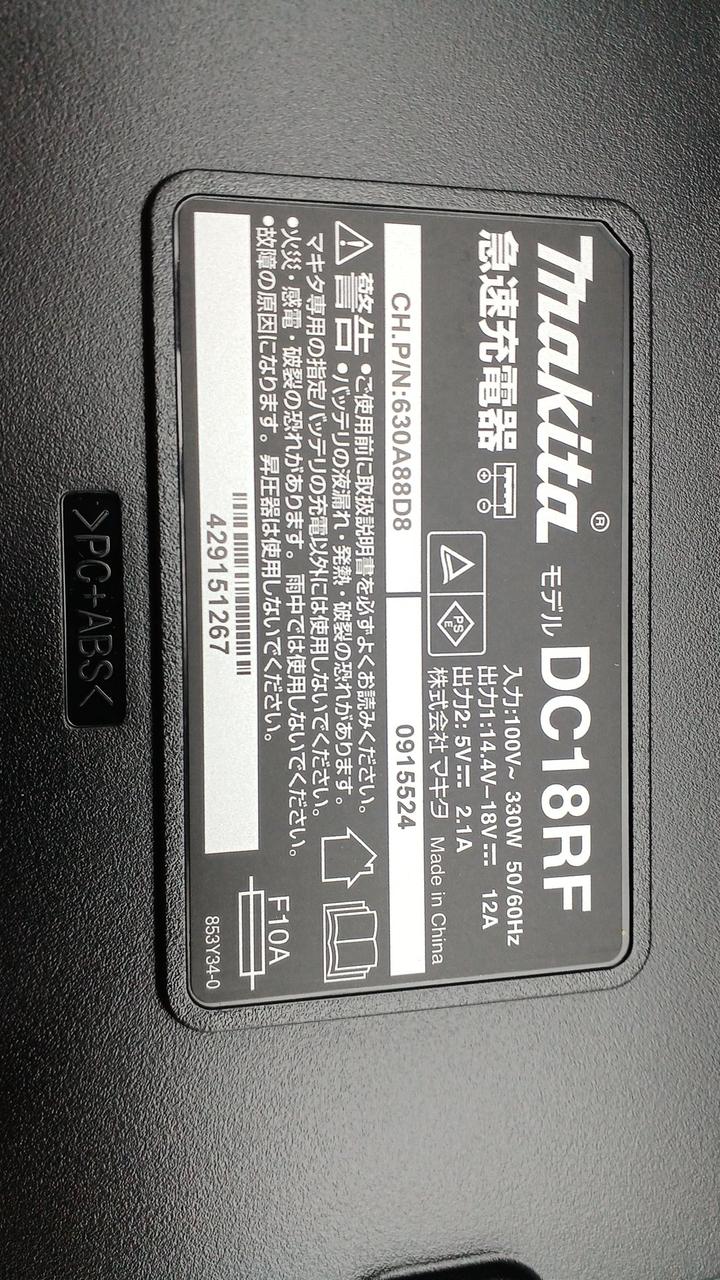 makita® モデル DC18RF
急速充電器
入力:100V~ 330W 50/60Hz
出力1:14.4V-18V⎓ 12A
出力2: 5V⎓ 2.1A
PS
E
株式会社 マキタ Made in China
CH.P/N:630A88D8 0915524
警告 •ご使用前に取扱説明書を必ずよくお読みください。
•バッテリの液漏れ・発熱・破裂の恐れがあります。
マキタ専用の指定バッテリの充電以外には使用しないでください。
•火災・感電・破裂の恐れがあります。雨中では使用しないでください。
•故障の原因になります。昇圧器は使用しないでください。
429151267
F10A
853Y34-0
>PC+ABS<